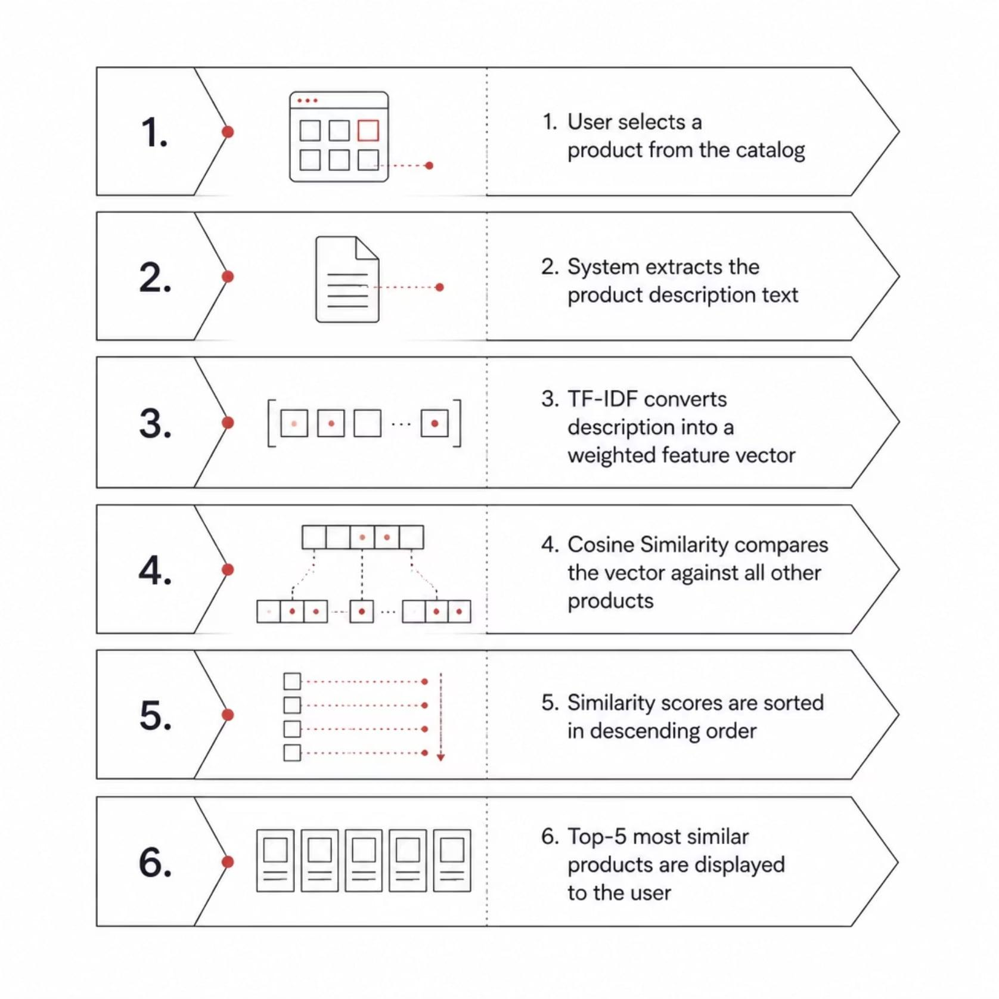 1.
1. User selects a
product from the catalog
2.
2. System extracts the
product description text
3.
...
3. TF-IDF converts
description into a
weighted feature vector
4.
...
4. Cosine Similarity compares
the vector against all other
products
5.
5. Similarity scores are sorted
in descending order
6.
6. Top-5 most similar
products are displayed
to the user